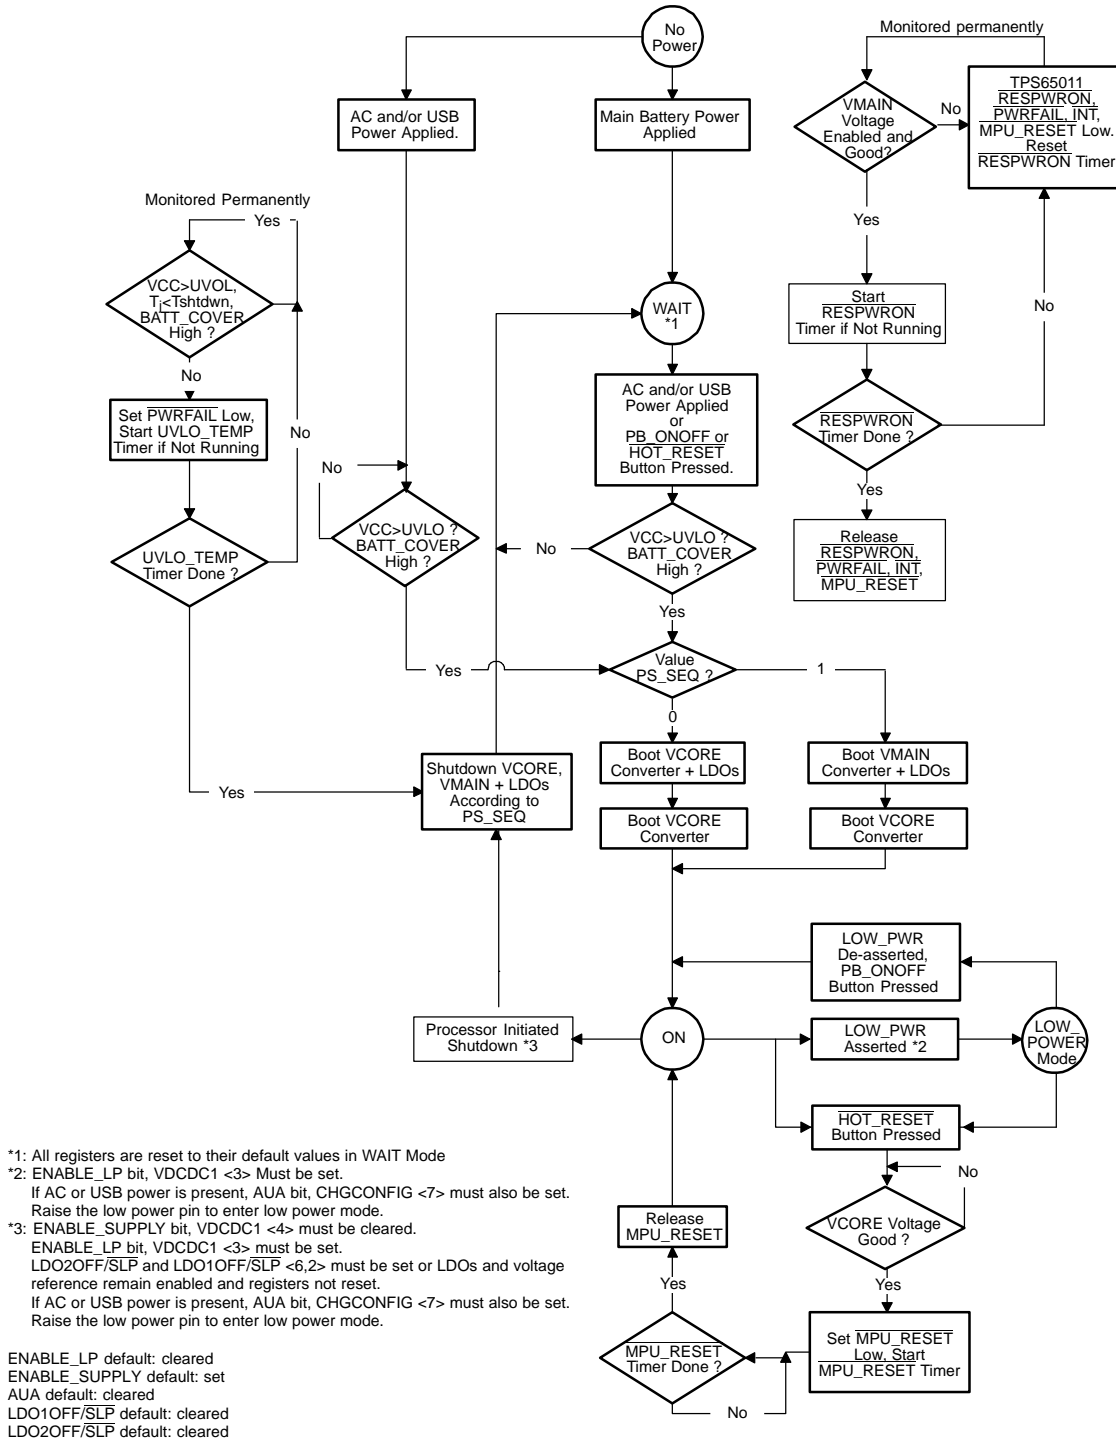 No
Power
Monitored permanently
AC and/or USB
Power Applied.
Main Battery Power
Applied
VMAIN
Voltage
Enabled and
Good?
No
TPS65011
RESPWRON,
PWRFAIL, INT,
MPU_RESET Low.
Reset
RESPWRON Timer
Monitored Permanently
Yes
VCC>UVOL,
Tj<Tshtdwn,
BATT_COVER
High ?
No
Set PWRFAIL Low,
Start UVLO_TEMP
Timer if Not Running
No
UVLO_TEMP
Timer Done ?
Yes
No
VCC>UVLO ?
BATT_COVER
High ?
Yes
WAIT
*1
AC and/or USB
Power Applied
or
PB_ONOFF or
HOT_RESET
Button Pressed.
VCC>UVLO ?
BATT_COVER
High ?
No
Yes
Yes
Start
RESPWRON
Timer if Not Running
No
RESPWRON
Timer Done ?
Yes
Release
RESPWRON,
PWRFAIL, INT,
MPU_RESET
Value
PS_SEQ ?
1
0
Shutdown VCORE,
VMAIN + LDOs
According to
PS_SEQ
Boot VCORE
Converter + LDOs
Boot VMAIN
Converter + LDOs
Boot VCORE
Converter
Boot VCORE
Converter
LOW_PWR
De-asserted,
PB_ONOFF
Button Pressed
Processor Initiated
Shutdown *3
ON
LOW_PWR
Asserted *2
LOW_
POWER
Mode
HOT_RESET
Button Pressed
No
VCORE Voltage
Good ?
Yes
Release
MPU_RESET
Yes
MPU_RESET
Timer Done ?
No
Set MPU_RESET
Low, Start
MPU_RESET Timer
*1: All registers are reset to their default values in WAIT Mode
*2: ENABLE_LP bit, VDCDC1 <3> Must be set.
If AC or USB power is present, AUA bit, CHGCONFIG <7> must also be set.
Raise the low power pin to enter low power mode.
*3: ENABLE_SUPPLY bit, VDCDC1 <4> must be cleared.
ENABLE_LP bit, VDCDC1 <3> must be set.
LDO2OFF/SLP and LDO1OFF/SLP <6,2> must be set or LDOs and voltage
reference remain enabled and registers not reset.
If AC or USB power is present, AUA bit, CHGCONFIG <7> must also be set.
Raise the low power pin to enter low power mode.
ENABLE_LP default: cleared
ENABLE_SUPPLY default: set
AUA default: cleared
LDO1OFF/SLP default: cleared
LDO2OFF/SLP default: cleared